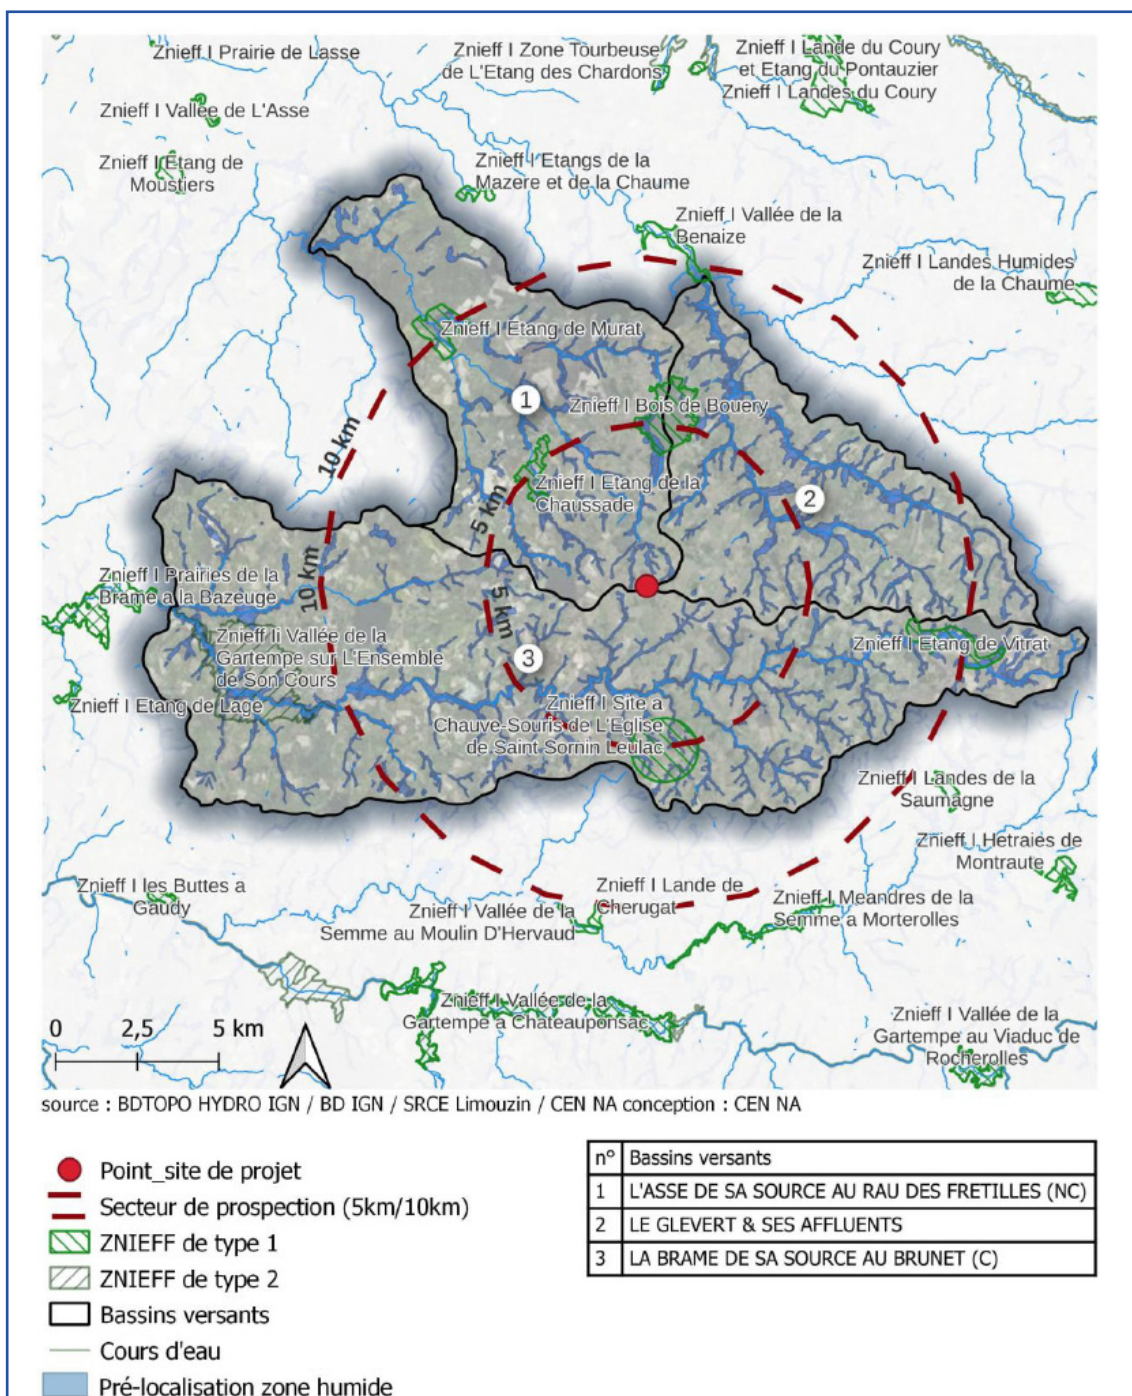 Znieff I Prairie de Lasse
Znieff I Zone Tourbeuse
de L'Etang des Chardons
Znieff I Lande du Coury
et Etang du Pontauzier
Znieff I Landes du Coury
Znieff I Vallée de L'Asse
Znieff I Etang de
Moustiers
Znieff I Etangs de la
Mazere et de la Chaume
Znieff I Vallée de la
Benaize
Znieff I Landes Humides
de la Chaume
Znieff I Etang de Murat
1
Znieff I Bois de Bouery
10 km
Znieff I Etang de la
Chaussade
2
5 km
10 km
5 km
Znieff I Prairies de la
Brame a la Bazeuge
Znieff Ii Vallée de la
Gartempe sur L'Ensemble
de Son Cours
3
Znieff I Etang de Vitrat
Znieff I Etang de Lage
Znieff I Site a
Chauve-Souris de L'Eglise
de Saint Sornin Leulac
Znieff I Landes de la
Saumagne
Znieff I Hetraies de
Montraute
Znieff I les Buttes a
Gaudy
Znieff I Lande de
Cherugat
Znieff I Vallée de la
Semme au Moulin D'Hervaud
Znieff I Meandres de la
Semme a Morterolles
Znieff I Vallée de la
Gartempe a Chateauponsac
Znieff I Vallée de la
Gartempe au Viaduc de
Rocherolles
0 2,5 5 km
source : BDTOPO HYDRO IGN / BD IGN / SRCE Limouzin / CEN NA conception : CEN NA
Point_site de projet
Secteur de prospection (5km/10km)
ZNIEFF de type 1
ZNIEFF de type 2
Bassins versants
Cours d'eau
Pré-localisation zone humide
n° Bassins versants
1 L'ASSE DE SA SOURCE AU RAU DES FRETILLES (NC)
2 LE GLEVERT & SES AFFLUENTS
3 LA BRAME DE SA SOURCE AU BRUNET (C)